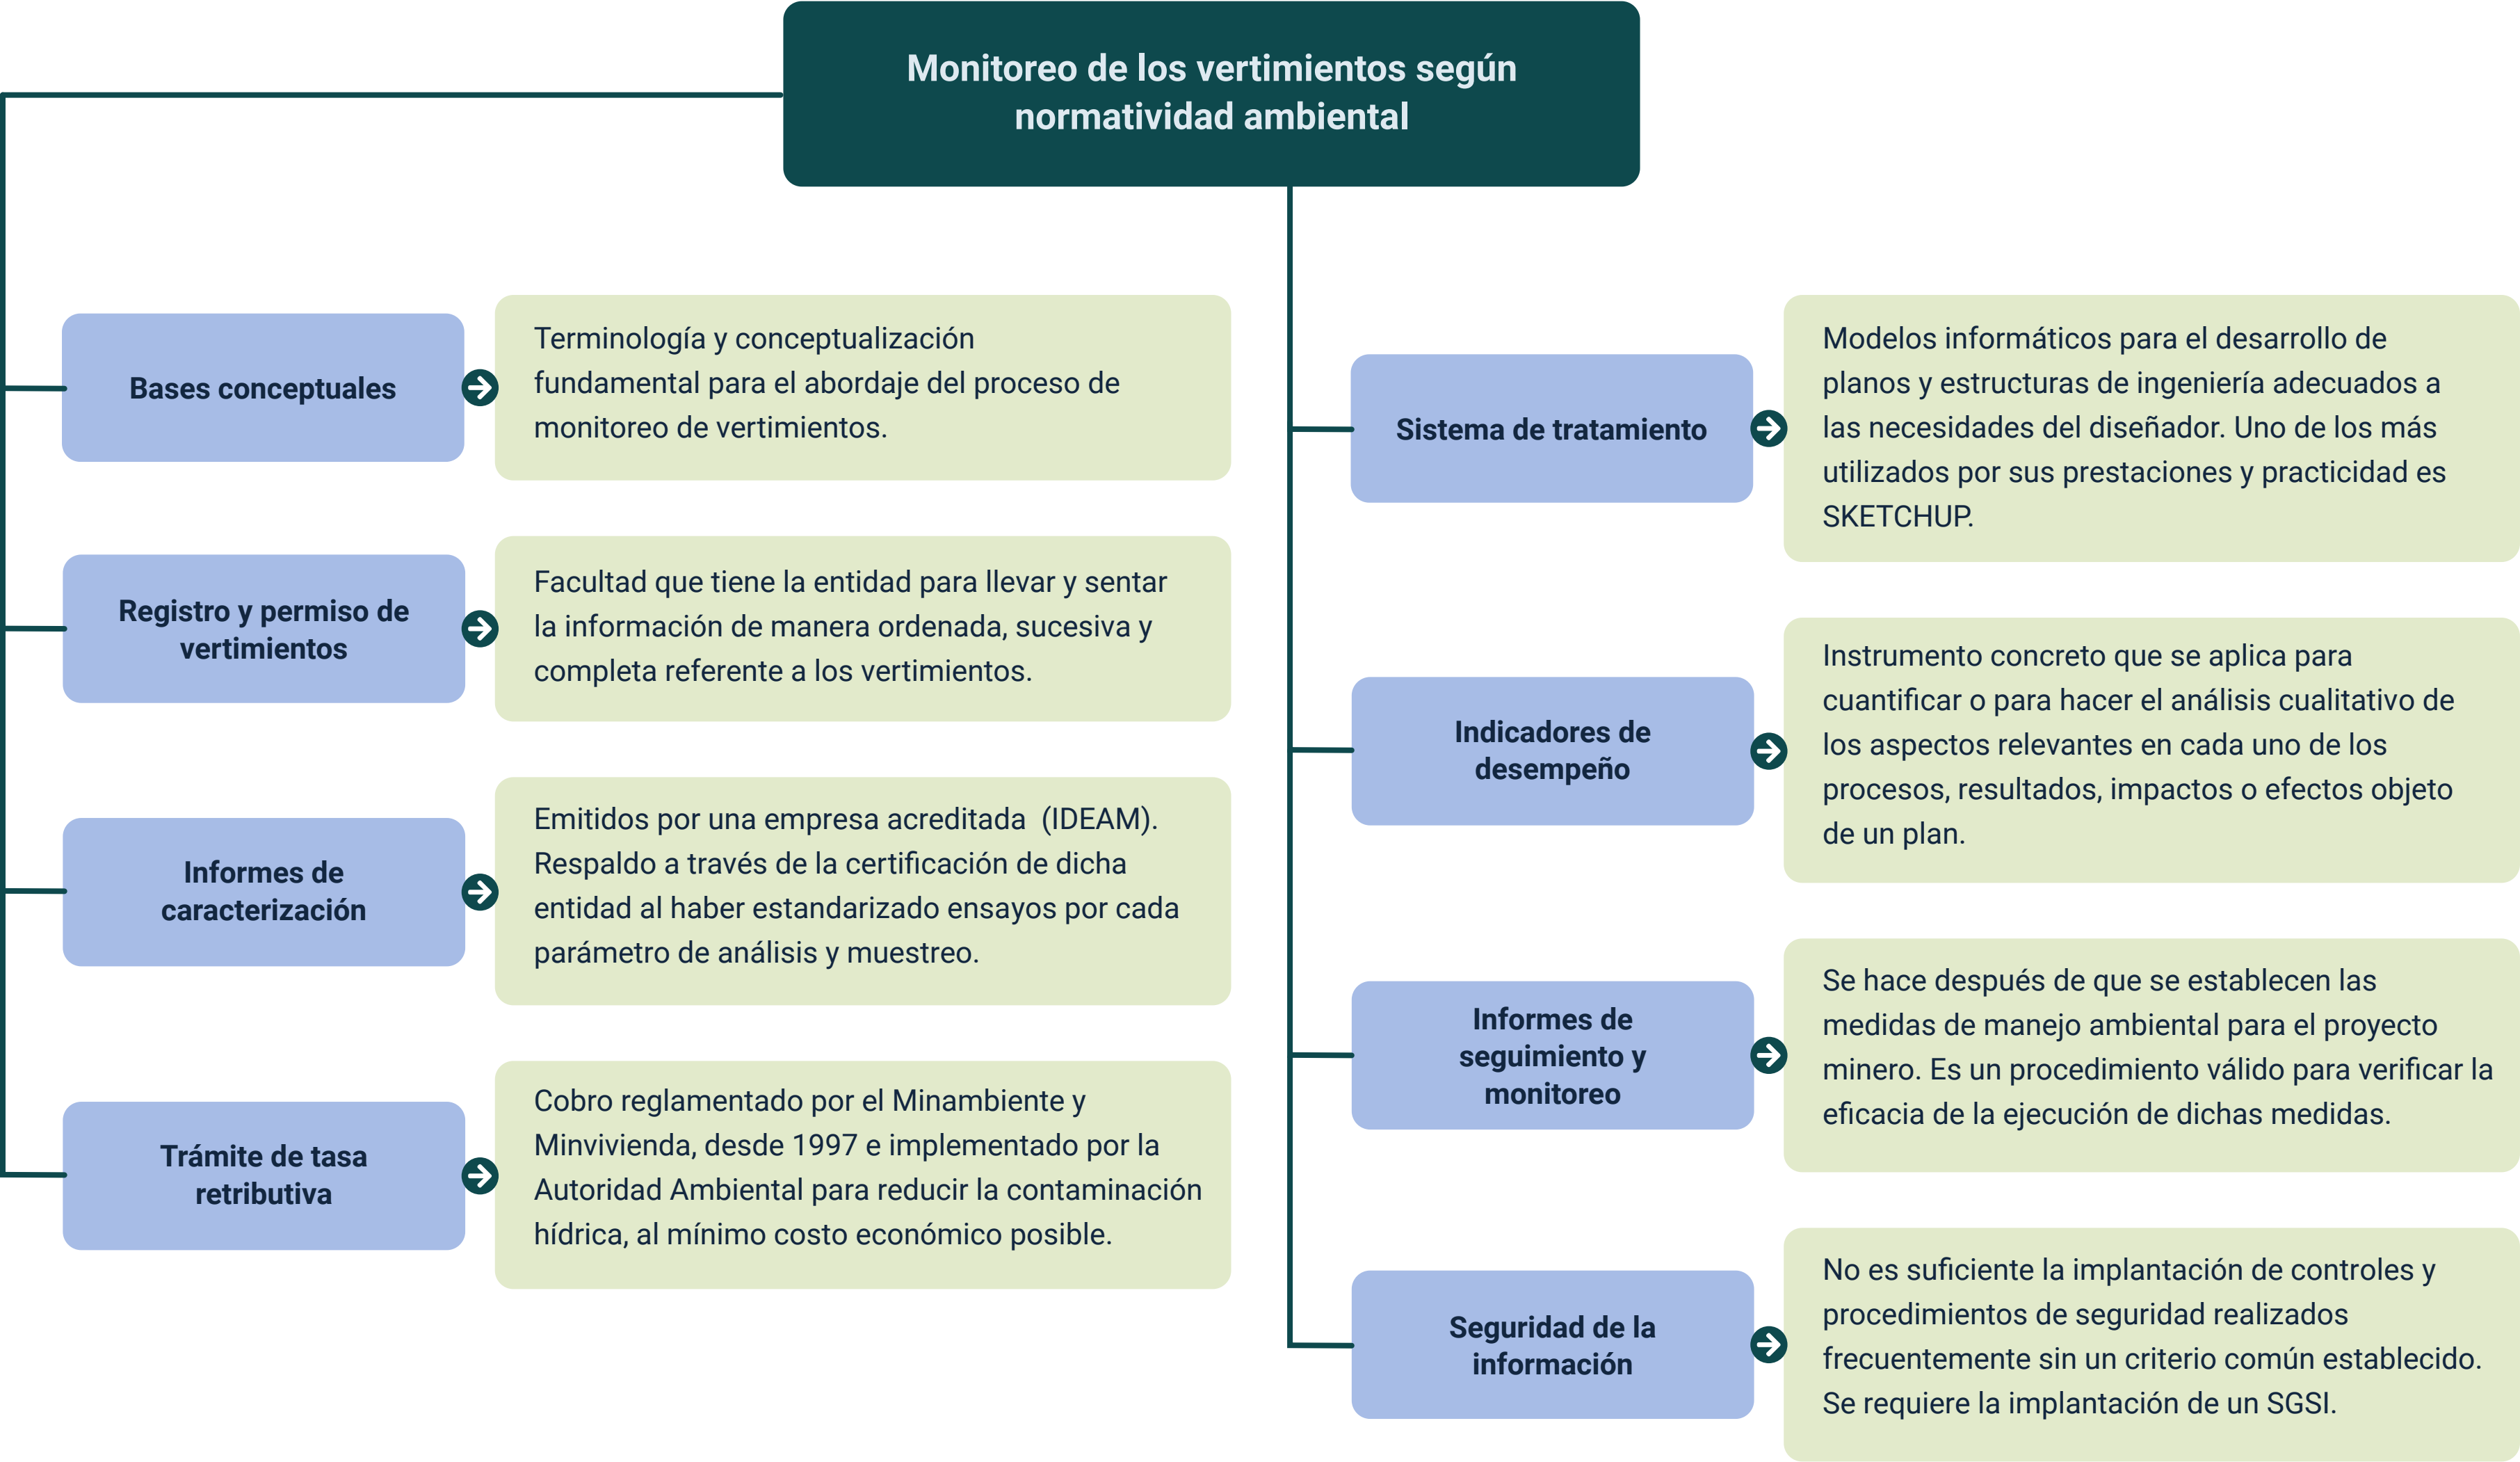 Monitoreo de los vertimientos según
normatividad ambiental
Bases conceptuales
Terminología y conceptualización
fundamental para el abordaje del proceso de
monitoreo de vertimientos.
Registro y permiso de
vertimientos
Facultad que tiene la entidad para llevar y sentar
la información de manera ordenada, sucesiva y
completa referente a los vertimientos.
Informes de
caracterización
Emitidos por una empresa acreditada  (IDEAM).
Respaldo a través de la certificación de dicha
entidad al haber estandarizado ensayos por cada
parámetro de análisis y muestreo.
Trámite de tasa
retributiva
Cobro reglamentado por el Minambiente y
Minvivienda, desde 1997 e implementado por la
Autoridad Ambiental para reducir la contaminación
hídrica, al mínimo costo económico posible.
Sistema de tratamiento
Modelos informáticos para el desarrollo de
planos y estructuras de ingeniería adecuados a
las necesidades del diseñador. Uno de los más
utilizados por sus prestaciones y practicidad es
SKETCHUP.
Indicadores de
desempeño
Instrumento concreto que se aplica para
cuantificar o para hacer el análisis cualitativo de
los aspectos relevantes en cada uno de los
procesos, resultados, impactos o efectos objeto
de un plan.
Informes de
seguimiento y
monitoreo
Se hace después de que se establecen las
medidas de manejo ambiental para el proyecto
minero. Es un procedimiento válido para verificar la
eficacia de la ejecución de dichas medidas.
Seguridad de la
información
No es suficiente la implantación de controles y
procedimientos de seguridad realizados
frecuentemente sin un criterio común establecido.
Se requiere la implantación de un SGSI.